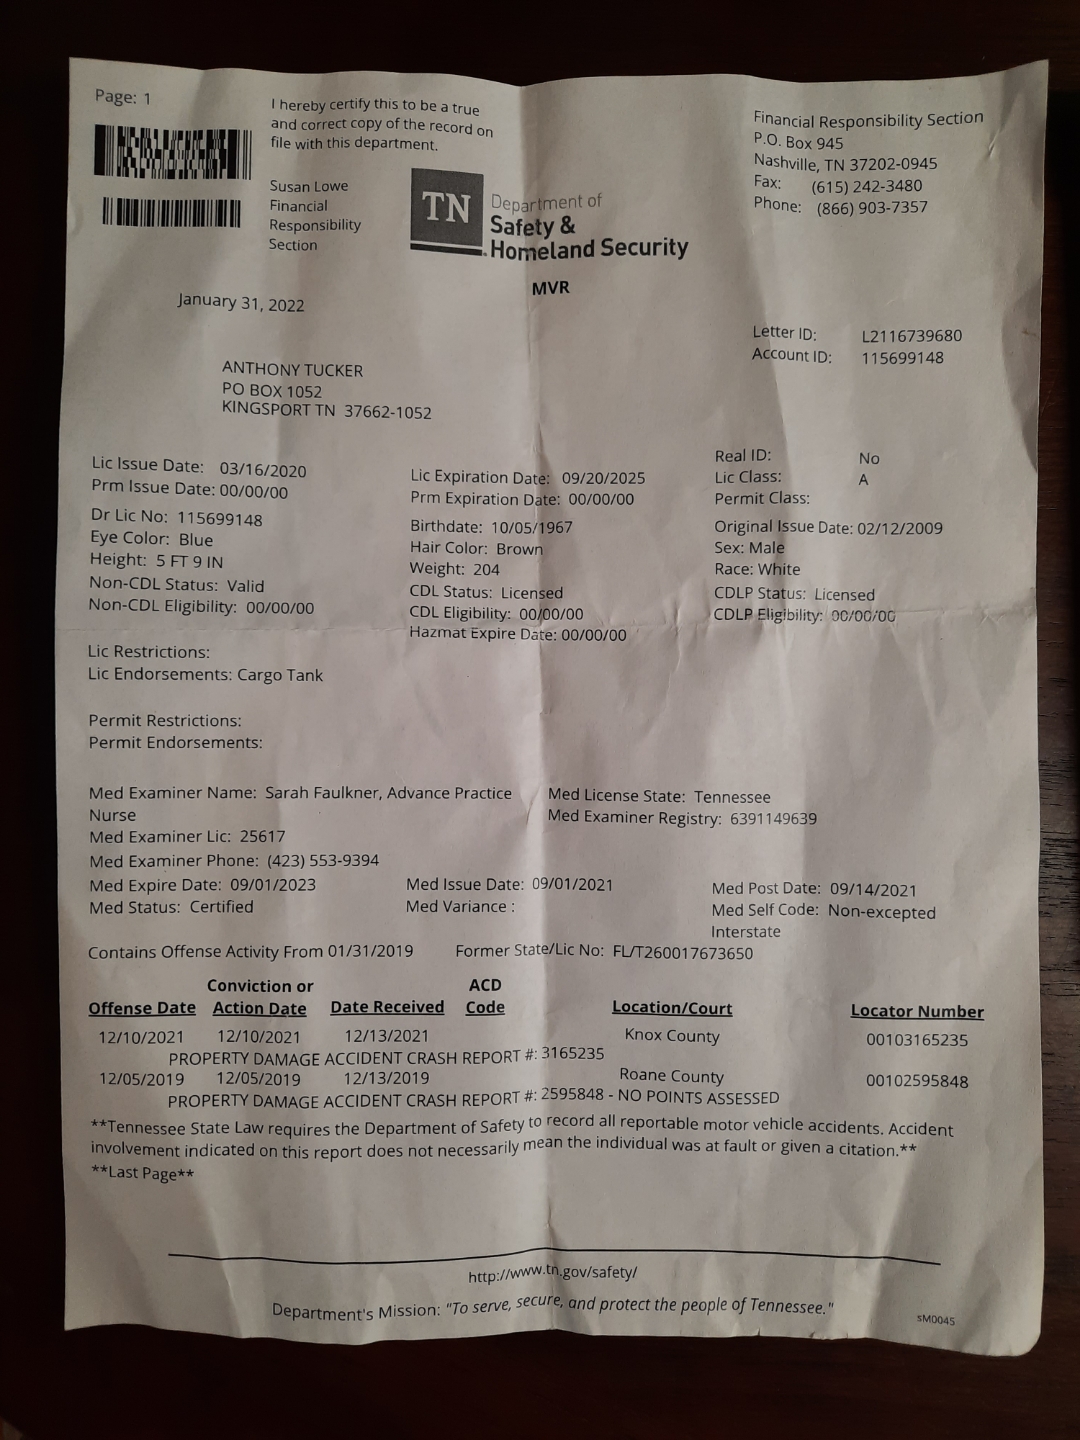 Page: 1
I hereby certify this to be a true
and correct copy of the record on
file with this department.
Susan Lowe
Financial
Responsibility
Section
TN
Department of
Safety &
Homeland Security
MVR
Financial Responsibility Section
P.O. Box 945
Nashville, TN 37202-0945
Fax: (615) 242-3480
Phone: (866) 903-7357
January 31, 2022
Letter ID: L2116739680
Account ID: 115699148
ANTHONY TUCKER
PO BOX 1052
KINGSPORT TN 37662-1052
Lic Issue Date: 03/16/2020 Lic Expiration Date: 09/20/2025 Real ID: No
Prm Issue Date: 00/00/00 Prm Expiration Date: 00/00/00 Lic Class: A
Permit Class:
Dr Lic No: 115699148 Birthdate: 10/05/1967 Original Issue Date: 02/12/2009
Eye Color: Blue Hair Color: Brown Sex: Male
Height: 5 FT 9 IN Weight: 204 Race: White
Non-CDL Status: Valid CDL Status: Licensed CDLP Status: Licensed
Non-CDL Eligibility: 00/00/00 CDL Eligibility: 00/00/00 CDLP Eligibility: 00/00/00
Hazmat Expire Date: 00/00/00
Lic Restrictions:
Lic Endorsements: Cargo Tank
Permit Restrictions:
Permit Endorsements:
Med Examiner Name: Sarah Faulkner, Advance Practice Med License State: Tennessee
Nurse Med Examiner Registry: 6391149639
Med Examiner Lic: 25617
Med Examiner Phone: (423) 553-9394
Med Expire Date: 09/01/2023 Med Issue Date: 09/01/2021 Med Post Date: 09/14/2021
Med Status: Certified Med Variance : Med Self Code: Non-excepted
Interstate
Contains Offense Activity From 01/31/2019 Former State/Lic No: FL/T260017673650
Conviction or ACD
Offense Date Action Date Date Received Code Location/Court Locator Number
12/10/2021 12/10/2021 12/13/2021 Knox County 00103165235
PROPERTY DAMAGE ACCIDENT CRASH REPORT #: 3165235
12/05/2019 12/05/2019 12/13/2019 Roane County 00102595848
PROPERTY DAMAGE ACCIDENT CRASH REPORT #: 2595848 - NO POINTS ASSESSED
**Tennessee State Law requires the Department of Safety to record all reportable motor vehicle accidents. Accident
involvement indicated on this report does not necessarily mean the individual was at fault or given a citation.**
**Last Page**
http://www.tn.gov/safety/
Department's Mission: "To serve, secure, and protect the people of Tennessee."
SM0045